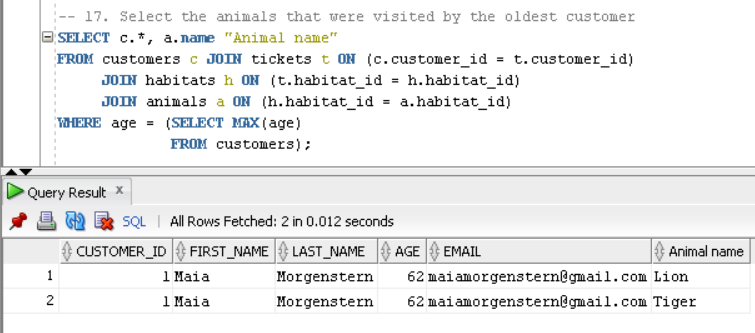 -- 17. Select the animals that were visited by the oldest customer
SELECT c.*, a.name "Animal name"
FROM customers c JOIN tickets t ON (c.customer_id = t.customer_id)
JOIN habitats h ON (t.habitat_id = h.habitat_id)
JOIN animals a ON (h.habitat_id = a.habitat_id)
WHERE age = (SELECT MAX(age)
FROM customers);
Query Result x
SQL | All Rows Fetched: 2 in 0.012 seconds
CUSTOMER_ID FIRST_NAME LAST_NAME AGE EMAIL Animal name
1 1 Maia Morgenstern 62 maiamorgenstern@gmail.com Lion
2 1 Maia Morgenstern 62 maiamorgenstern@gmail.com Tiger